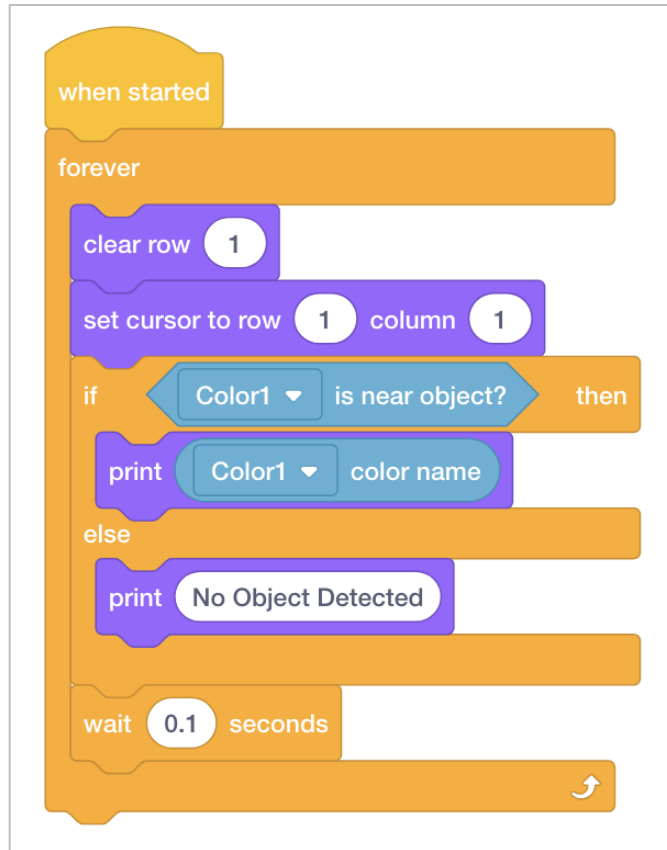 when started
forever
clear row 1
set cursor to row 1 column 1
if Color1 is near object? then
print Color1 color name
else
print No Object Detected
wait 0.1 seconds